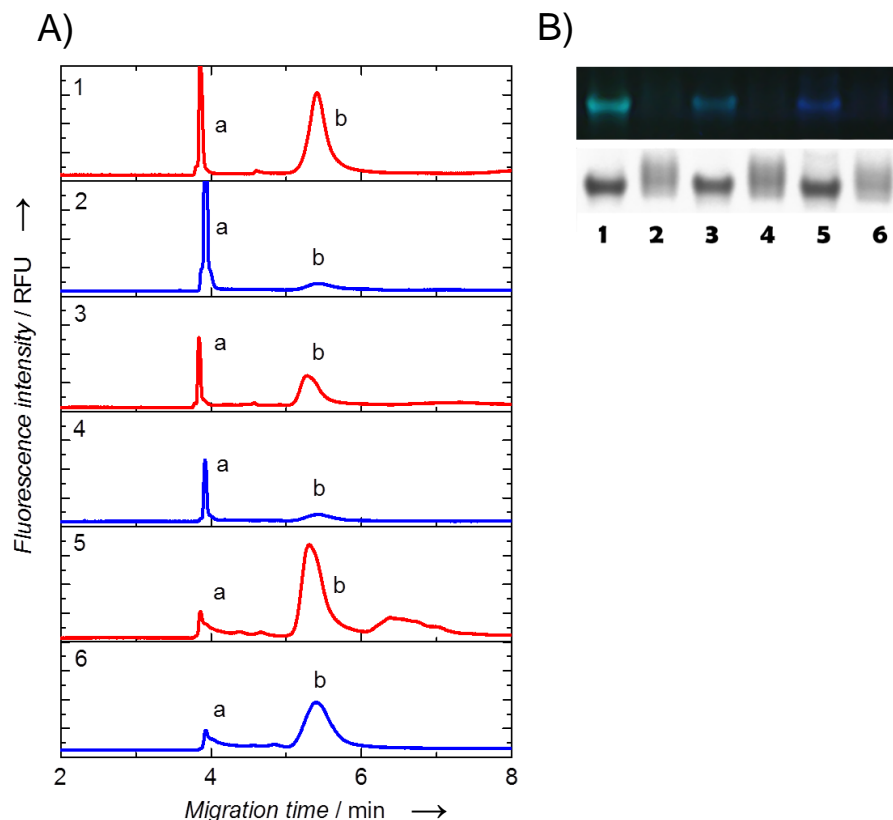 A)
B)
1
a
b
2
a
b
3
a
b
4
a
b
5
a
b
6
a
b
Fluorescence intensity / RFU →
2 4 6 8
Migration time / min →
1 2 3 4 5 6